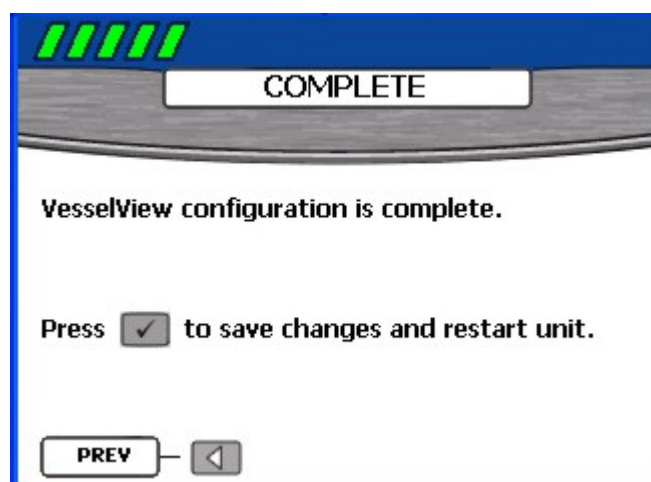 COMPLETE
VesselView configuration is complete.
Press ✓ to save changes and restart unit.
PREV